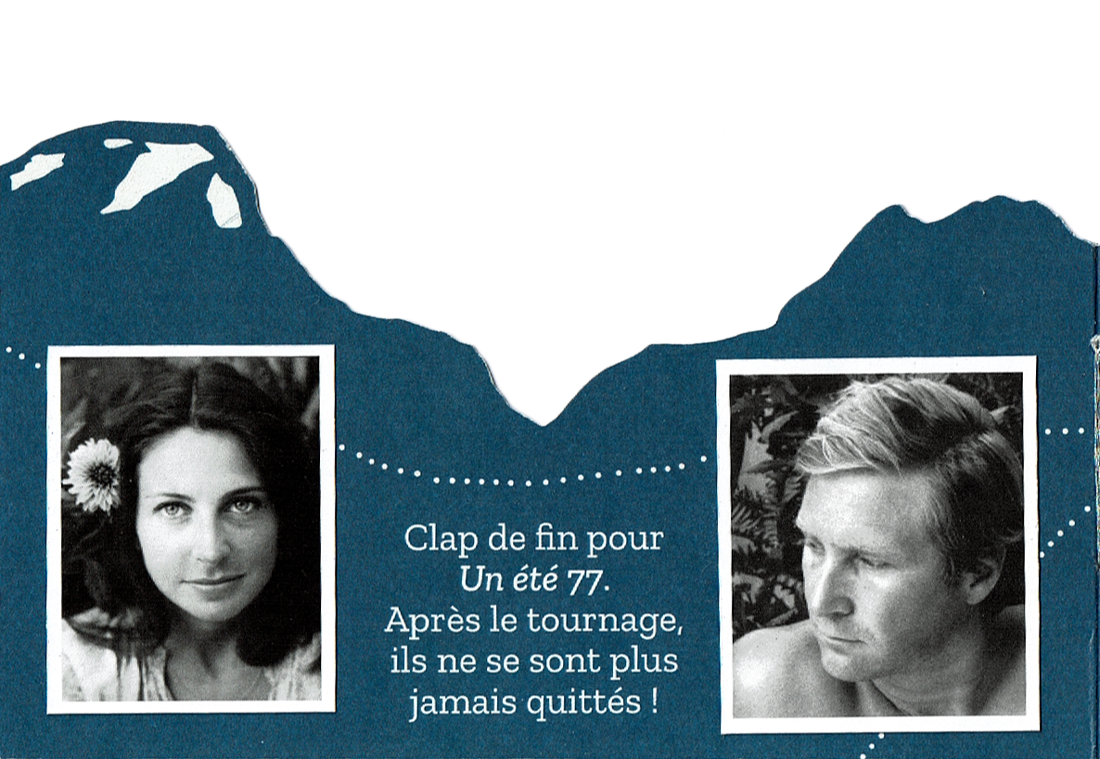 Clap de fin pour
Un été 77.
Après le tournage,
ils ne se sont plus
jamais quittés !